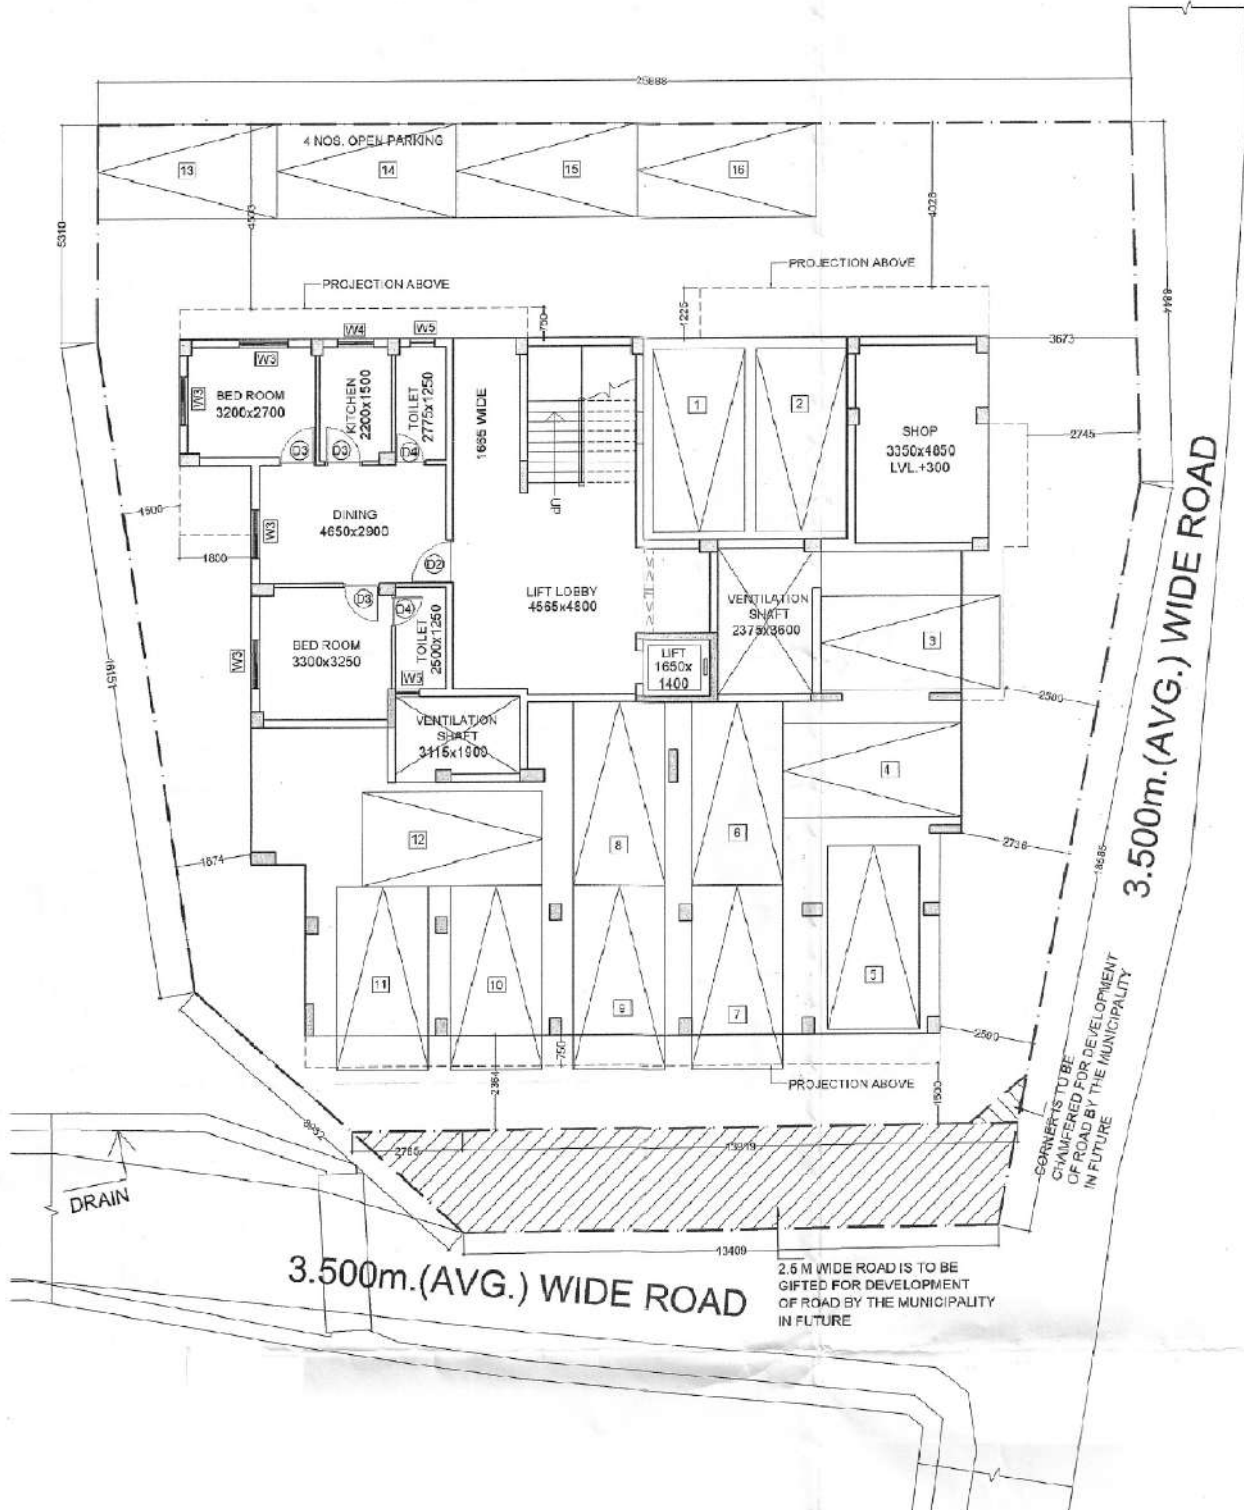 25888
4 NOS. OPEN PARKING
13
14
15
16
5310
4573
4028
PROJECTION ABOVE
PROJECTION ABOVE
750
1225
3673
W4
W5
W3
W3
BED ROOM
3200x2700
KITCHEN
2200x1500
TOILET
2775x1250
1665 WIDE
1
2
SHOP
3350x4850
LVL.+300
2745
D3
D3
D4
UP
DINING
4650x2900
W3
D2
1500
1800
LIFT LOBBY
4565x4800
VENTILATION
SHAFT
2375x3600
3
D3
D4
BED ROOM
3300x3250
W3
TOILET
2500x1250
W5
LIFT
1650x
1400
VENTILATION
SHAFT
3115x1900
2500
4
12
8
6
2736
1674
11
10
9
7
5
2500
750
2364
PROJECTION ABOVE
1500
3.500m.(AVG.) WIDE ROAD
CORNER IS TO BE
CHAMFERED FOR DEVELOPMENT
OF ROAD BY THE MUNICIPALITY
IN FUTURE
2765
DRAIN
13409
3.500m.(AVG.) WIDE ROAD
2.5 M WIDE ROAD IS TO BE
GIFTED FOR DEVELOPMENT
OF ROAD BY THE MUNICIPALITY
IN FUTURE